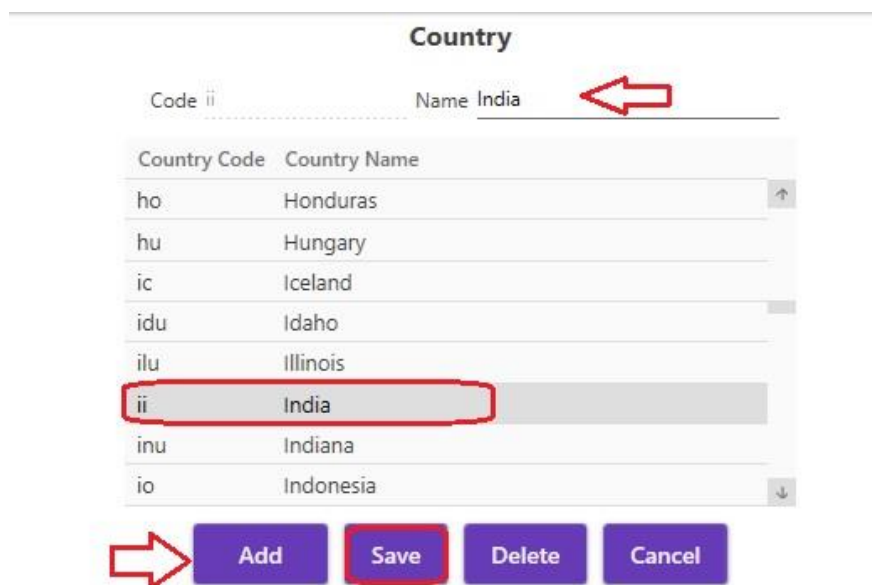 Country
Code ii Name India
Country Code Country Name
ho Honduras
hu Hungary
ic Iceland
idu Idaho
ilu Illinois
ii India
inu Indiana
io Indonesia
Add Save Delete Cancel